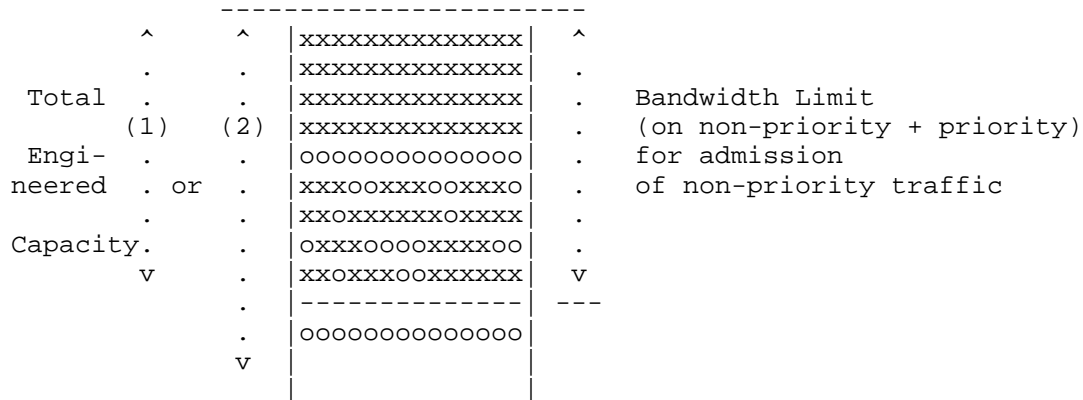 -----------------------
^ ^ |xxxxxxxxxxxxxx| ^
. . |xxxxxxxxxxxxxx| .
Total . . |xxxxxxxxxxxxxx| . Bandwidth Limit
(1) (2) |xxxxxxxxxxxxxx| . (on non-priority + priority)
Engi- . . |oooooooooooooo| . for admission
neered . or . |xxxooxxxooxxxo| . of non-priority traffic
. . |xxoxxxxxxoxxxx| .
Capacity. . |oxxxooooxxxxoo| .
v . |xxoxxxooxxxxxx| v
. |--------------| ---
. |oooooooooooooo|
v | |
| |